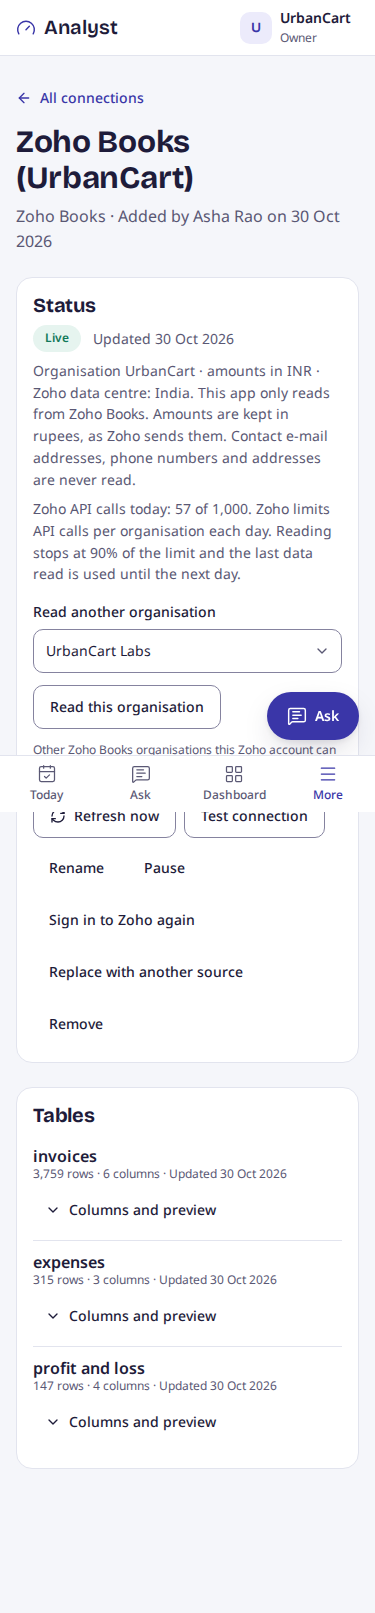 Analyst
U
UrbanCart
Owner
All connections
Zoho Books
(UrbanCart)
Zoho Books · Added by Asha Rao on 30 Oct
2026
Status
Live
Updated 30 Oct 2026
Organisation UrbanCart · amounts in INR ·
Zoho data centre: India. This app only reads
from Zoho Books. Amounts are kept in
rupees, as Zoho sends them. Contact e-mail
addresses, phone numbers and addresses
are never read.
Zoho API calls today: 57 of 1,000. Zoho limits
API calls per organisation each day. Reading
stops at 90% of the limit and the last data
read is used until the next day.
Read another organisation
UrbanCart Labs
Read this organisation
Ask
Other Zoho Books organisations this Zoho account can
Today
Ask
Dashboard
More
Refresh now
Test connection
Rename
Pause
Sign in to Zoho again
Replace with another source
Remove
Tables
invoices
3,759 rows · 6 columns · Updated 30 Oct 2026
Columns and preview
expenses
315 rows · 3 columns · Updated 30 Oct 2026
Columns and preview
profit and loss
147 rows · 4 columns · Updated 30 Oct 2026
Columns and preview